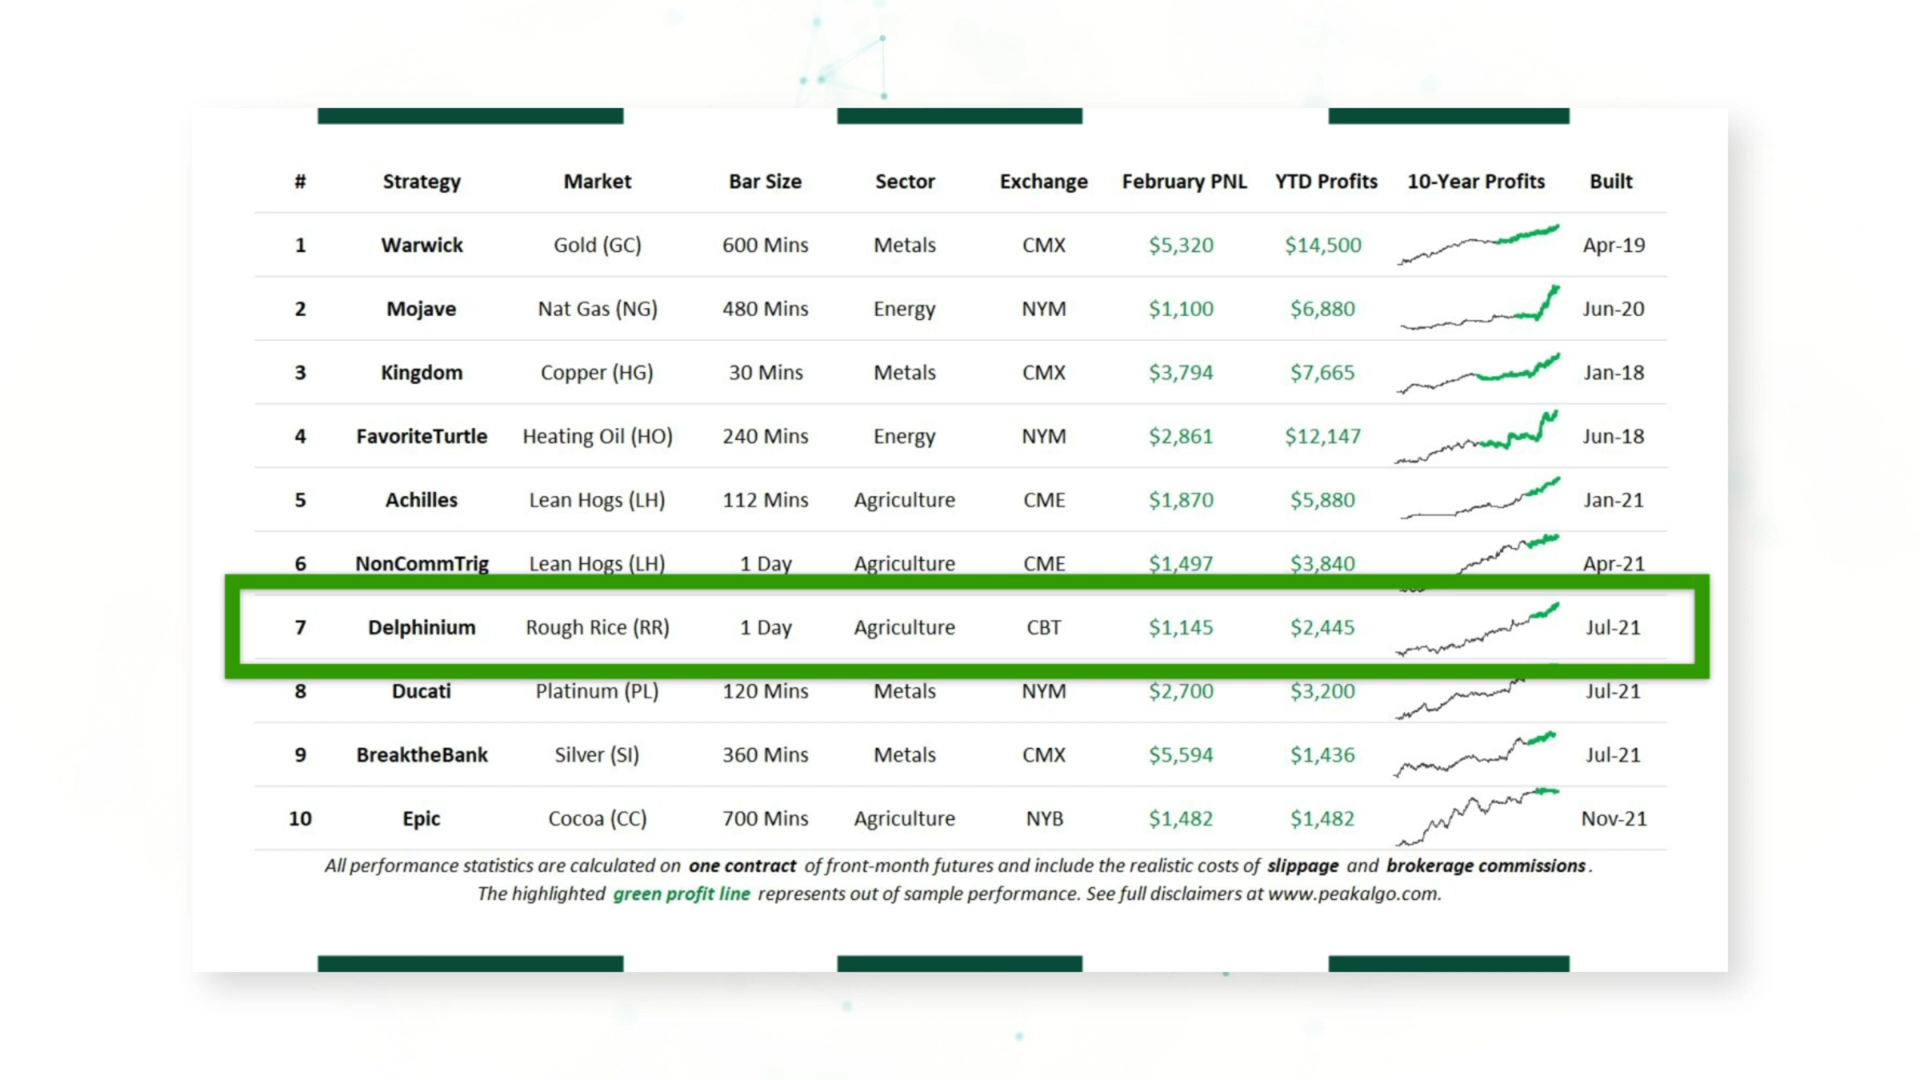 # Strategy Market Bar Size Sector Exchange February PNL YTD Profits 10-Year Profits Built
1 Warwick Gold (GC) 600 Mins Metals CMX $5,320 $14,500 Apr-19
2 Mojave Nat Gas (NG) 480 Mins Energy NYM $1,100 $6,880 Jun-20
3 Kingdom Copper (HG) 30 Mins Metals CMX $3,794 $7,665 Jan-18
4 FavoriteTurtle Heating Oil (HO) 240 Mins Energy NYM $2,861 $12,147 Jun-18
5 Achilles Lean Hogs (LH) 112 Mins Agriculture CME $1,870 $5,880 Jan-21
6 NonCommTrig Lean Hogs (LH) 1 Day Agriculture CME $1,497 $3,840 Apr-21
7 Delphinium Rough Rice (RR) 1 Day Agriculture CBT $1,145 $2,445 Jul-21
8 Ducati Platinum (PL) 120 Mins Metals NYM $2,700 $3,200 Jul-21
9 BreaktheBank Silver (SI) 360 Mins Metals CMX $5,594 $1,436 Jul-21
10 Epic Cocoa (CC) 700 Mins Agriculture NYB $1,482 $1,482 Nov-21
All performance statistics are calculated on one contract of front-month futures and include the realistic costs of slippage and brokerage commissions.
The highlighted green profit line represents out of sample performance. See full disclaimers at www.peakalgo.com.